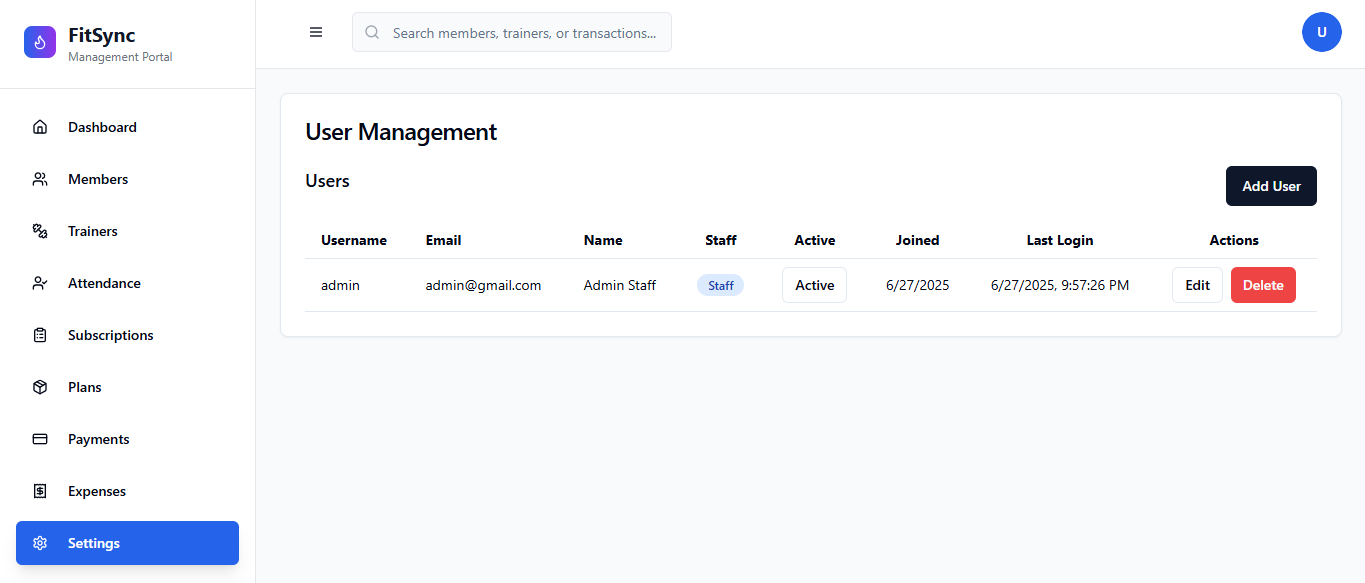 FitSync
Management Portal
Search members, trainers, or transactions...
U
Dashboard
Members
Trainers
Attendance
Subscriptions
Plans
Payments
Expenses
Settings
User Management
Users
Add User
Username Email Name Staff Active Joined Last Login Actions
admin admin@gmail.com Admin Staff Staff Active 6/27/2025 6/27/2025, 9:57:26 PM Edit Delete